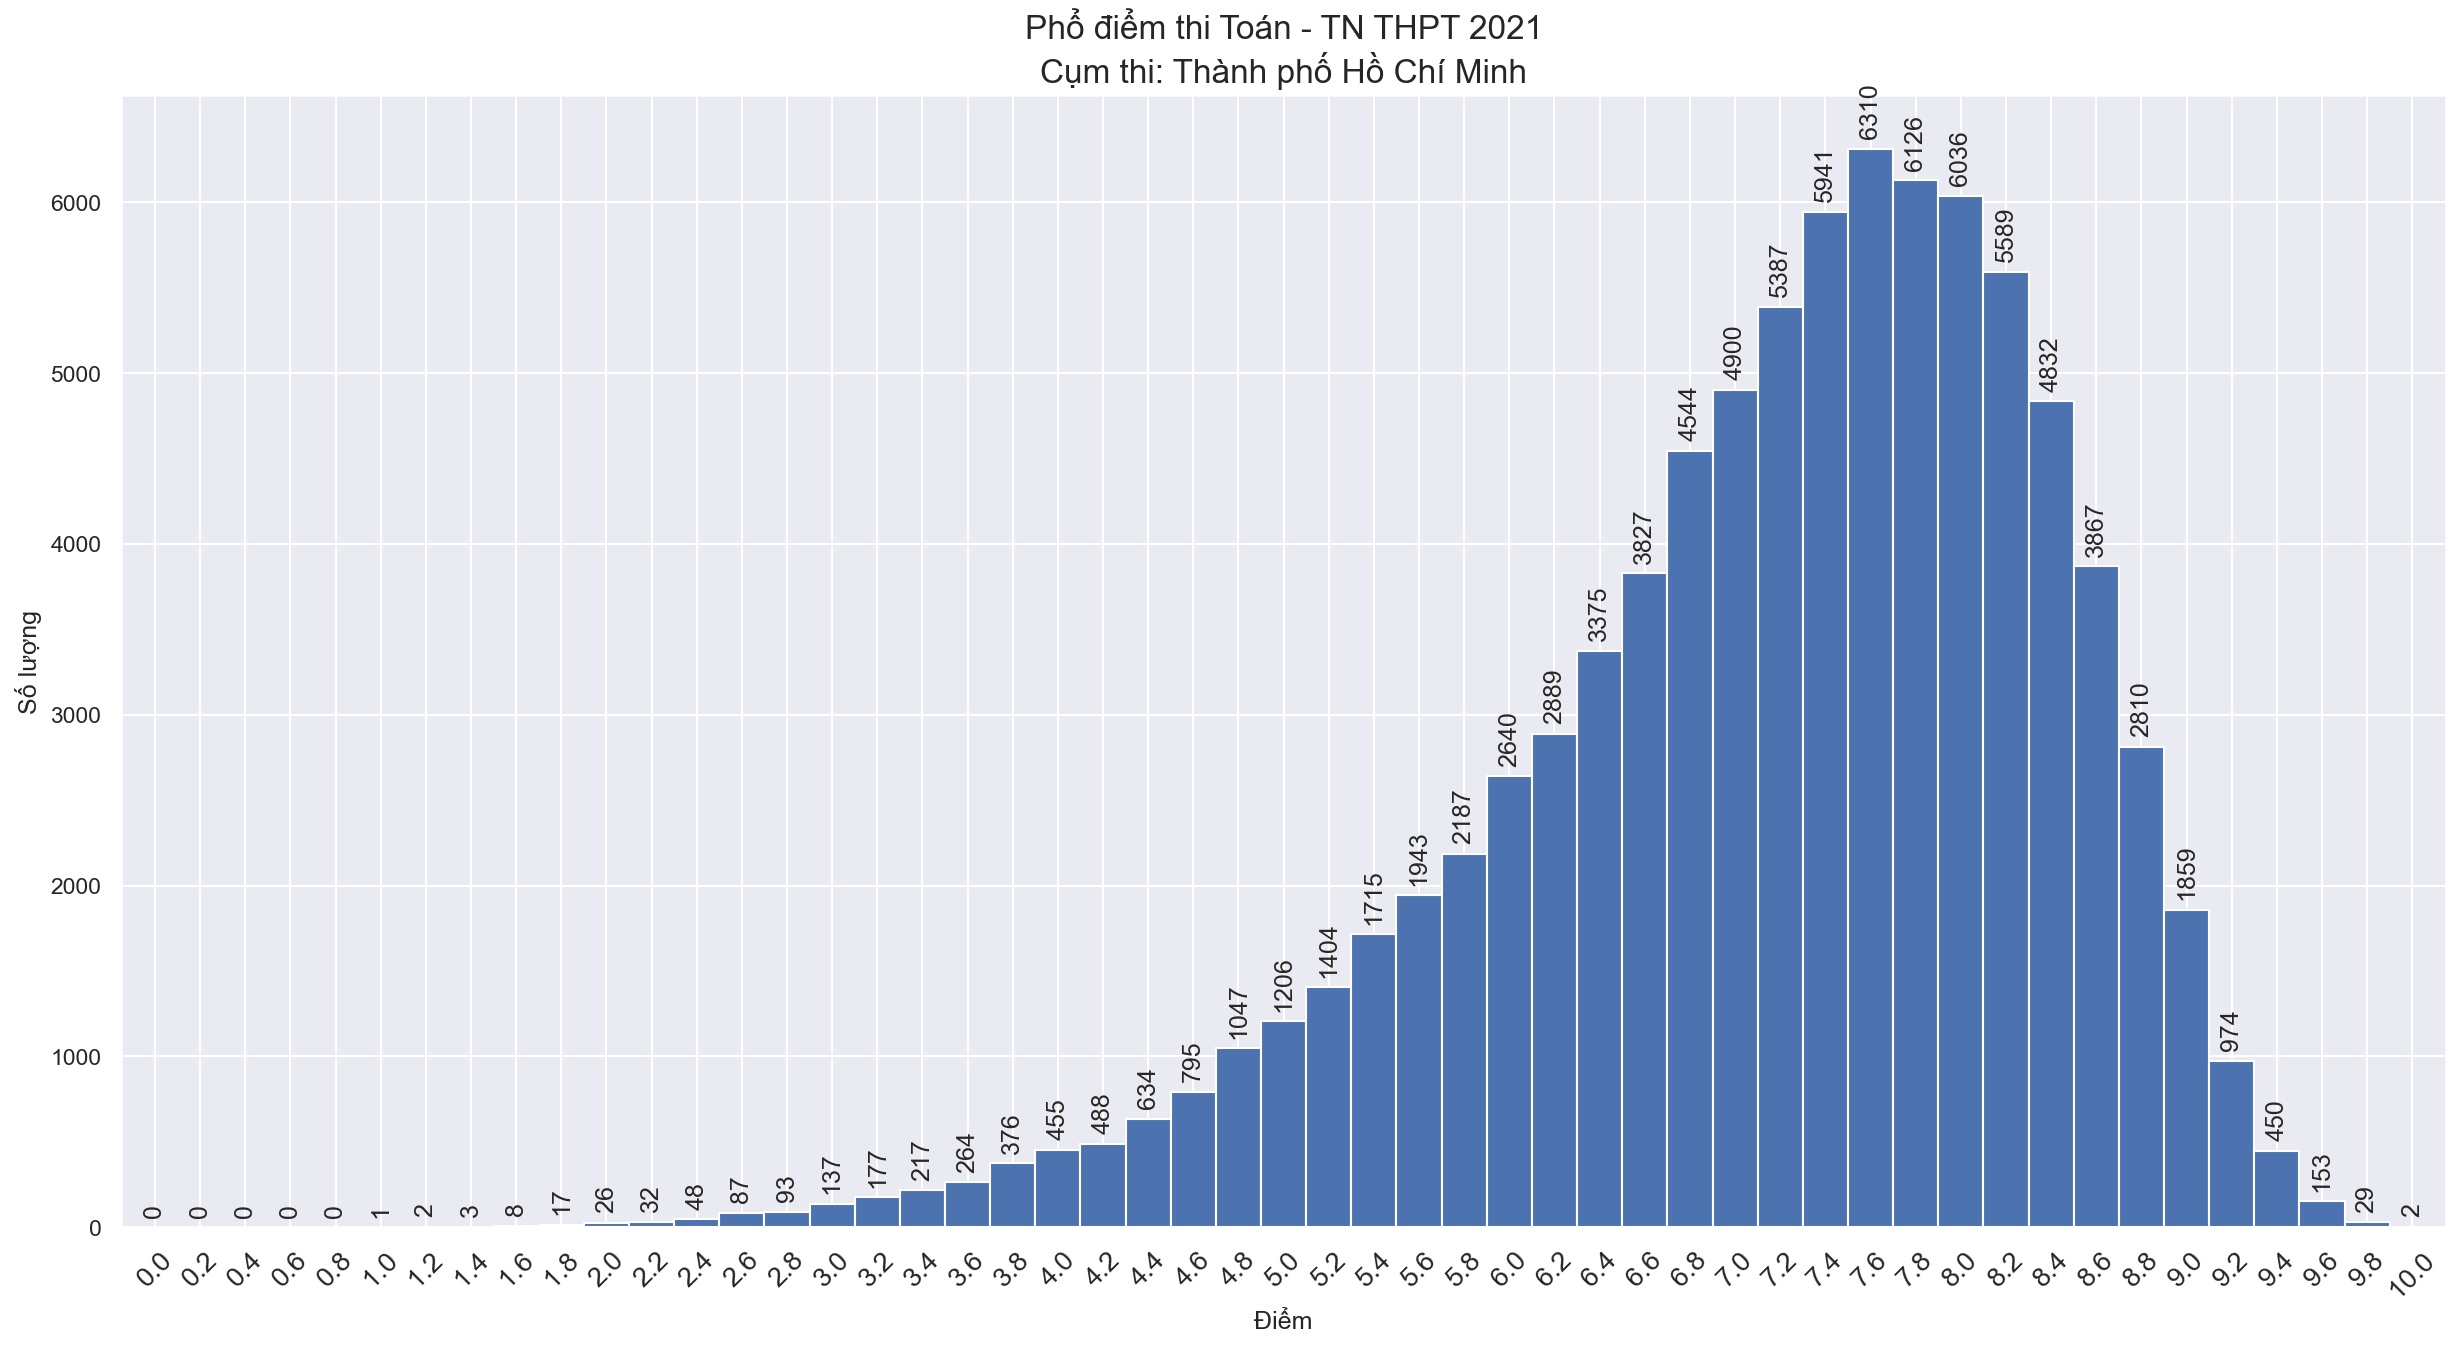 Phổ điểm thi Toán - TN THPT 2021
Cụm thi: Thành phố Hồ Chí Minh
Số lượng
6000
5000
4000
3000
2000
1000
0
0 0 0 0 0 1 2 3 8 17 26 32 48 87 93 137 177 217 264 376 455 488 634 795 1047 1206 1404 1715 1943 2187 2640 2889 3375 3827 4544 4900 5387 5941 6310 6126 6036 5589 4832 3867 2810 1859 974 450 153 29 2
0.0 0.2 0.4 0.6 0.8 1.0 1.2 1.4 1.6 1.8 2.0 2.2 2.4 2.6 2.8 3.0 3.2 3.4 3.6 3.8 4.0 4.2 4.4 4.6 4.8 5.0 5.2 5.4 5.6 5.8 6.0 6.2 6.4 6.6 6.8 7.0 7.2 7.4 7.6 7.8 8.0 8.2 8.4 8.6 8.8 9.0 9.2 9.4 9.6 9.8 10.0
Điểm